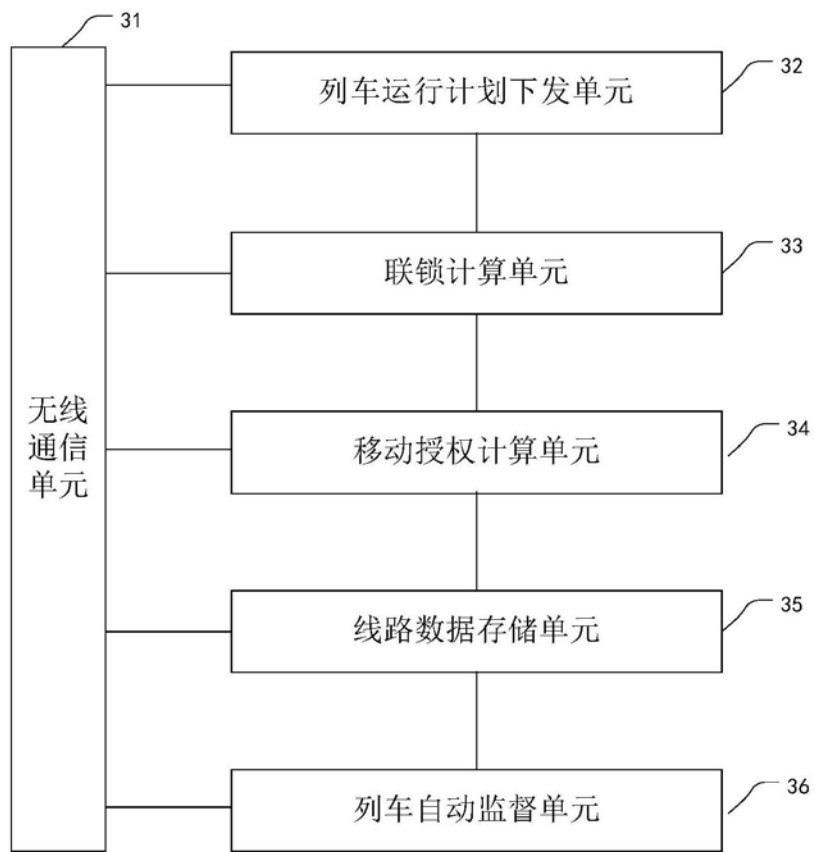 31
列车运行计划下发单元
32
联锁计算单元
33
无线
通信
单元
移动授权计算单元
34
线路数据存储单元
35
列车自动监督单元
36